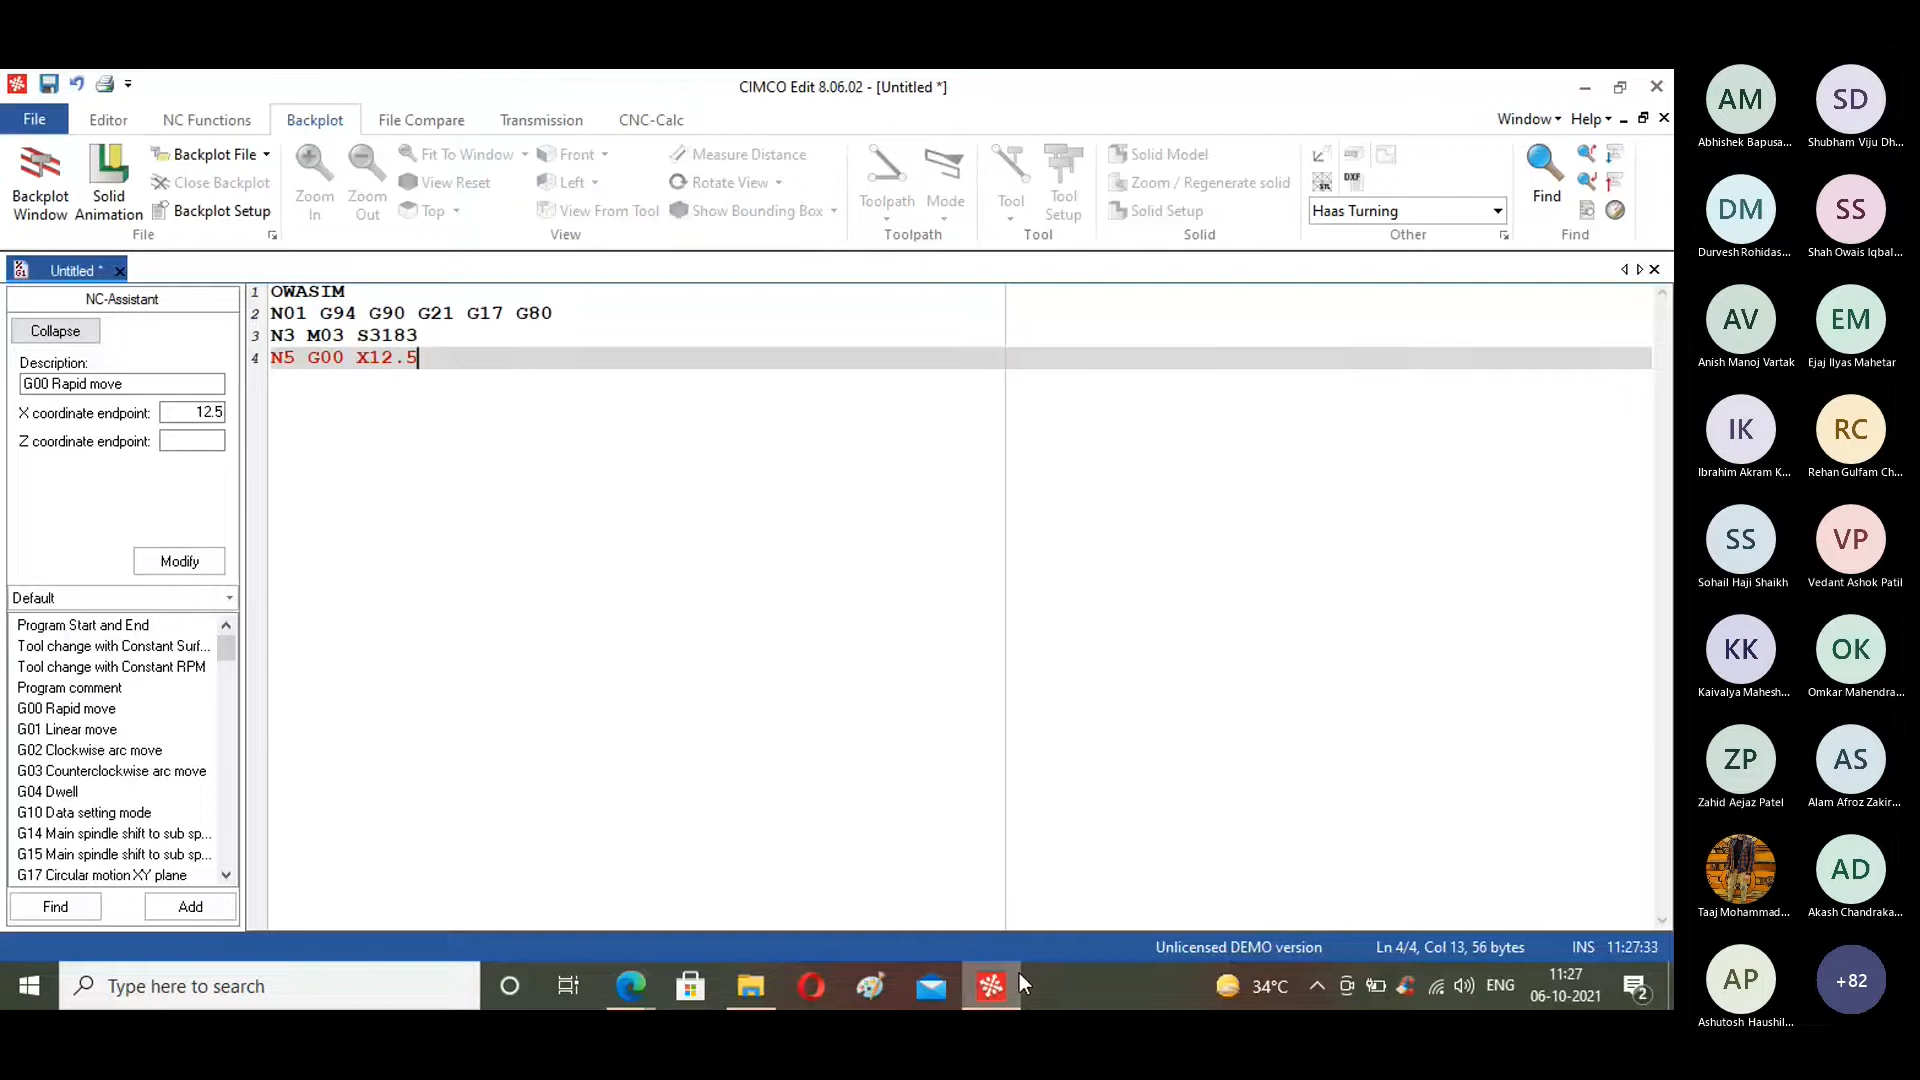 CIMCO Edit 8.06.02 - [Untitled *]
File Editor NC Functions Backplot File Compare Transmission CNC-Calc Window Help
Backplot Window
Solid Animation
Backplot File
Close Backplot
Backplot Setup
File
Zoom In
Zoom Out
Fit To Window
View Reset
Top
Front
Left
View From Tool
Measure Distance
Rotate View
Show Bounding Box
View
Toolpath
Mode
Toolpath
Tool
Tool Setup
Tool
Solid Model
Zoom / Regenerate solid
Solid Setup
Solid
STL
DXF
Haas Turning
Other
Find
Find
Untitled *
NC-Assistant
Collapse
Description:
G00 Rapid move
X coordinate endpoint: 12.5
Z coordinate endpoint:
Modify
Default
Program Start and End
Tool change with Constant Surf...
Tool change with Constant RPM
Program comment
G00 Rapid move
G01 Linear move
G02 Clockwise arc move
G03 Counterclockwise arc move
G04 Dwell
G10 Data setting mode
G14 Main spindle shift to sub sp...
G15 Main spindle shift to sub sp...
G17 Circular motion XY plane
Find Add
1 OWASIM
2 N01 G94 G90 G21 G17 G80
3 N3 M03 S3183
4 N5 G00 X12.5
Unlicensed DEMO version Ln 4/4, Col 13, 56 bytes INS 11:27:33
Type here to search
34°C
ENG
11:27
06-10-2021
2
AM
Abhishek Bapusa...
SD
Shubham Viju Dh...
DM
Durvesh Rohidas...
SS
Shah Owais Iqbal...
AV
Anish Manoj Vartak
EM
Ejaj Ilyas Mahetar
IK
Ibrahim Akram K...
RC
Rehan Gulfam Ch...
SS
Sohail Haji Shaikh
VP
Vedant Ashok Patil
KK
Kaivalya Mahesh...
OK
Omkar Mahendra...
ZP
Zahid Aejaz Patel
AS
Alam Afroz Zakir...
Taaj Mohammad...
AD
Akash Chandraka...
AP
Ashutosh Haushil...
+82